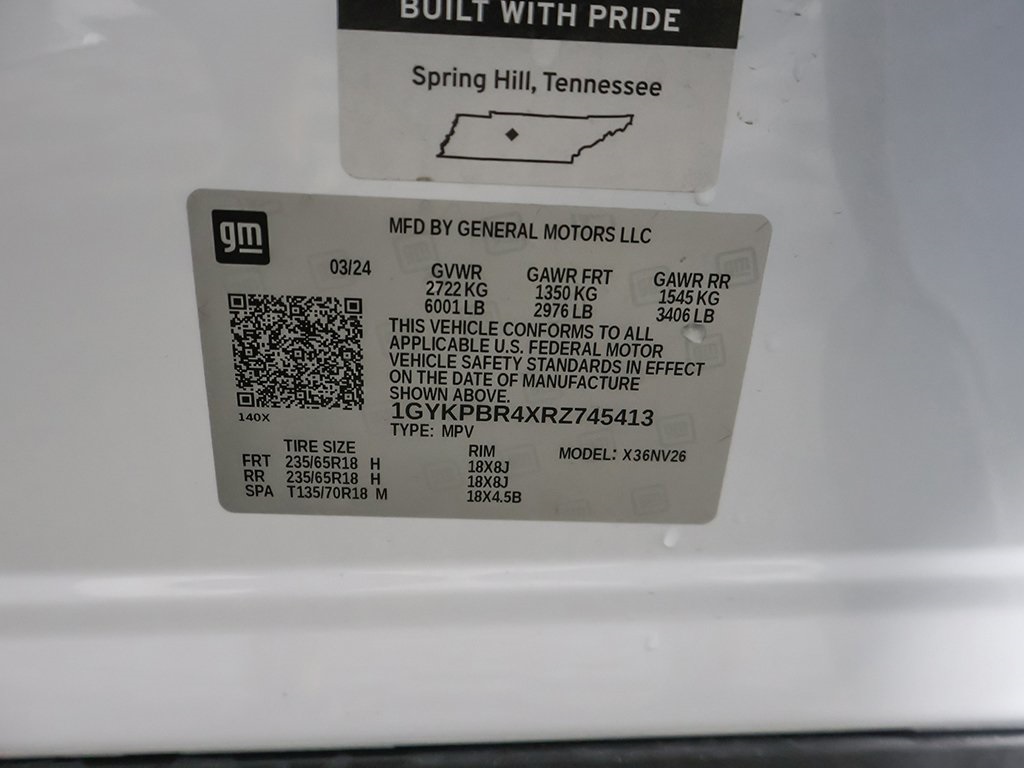 BUILT WITH PRIDE
Spring Hill, Tennessee
gm
MFD BY GENERAL MOTORS LLC
03/24
GVWR GAWR FRT GAWR RR
2722 KG 1350 KG 1545 KG
6001 LB 2976 LB 3406 LB
THIS VEHICLE CONFORMS TO ALL
APPLICABLE U.S. FEDERAL MOTOR
VEHICLE SAFETY STANDARDS IN EFFECT
ON THE DATE OF MANUFACTURE
SHOWN ABOVE.
1GYKPBR4XRZ745413
140X
TYPE: MPV
TIRE SIZE RIM MODEL: X36NV26
FRT 235/65R18 H 18X8J
RR 235/65R18 H 18X8J
SPA T135/70R18 M 18X4.5B